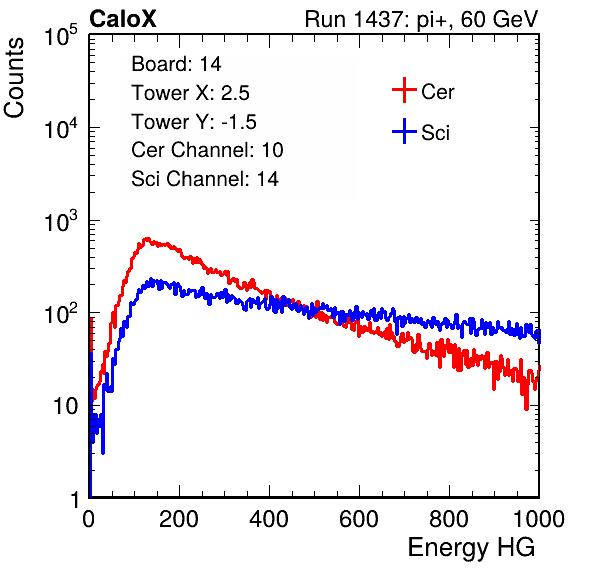 CaloX Run 1437: pi+, 60 GeV
Counts
Board: 14
Tower X: 2.5
Tower Y: -1.5
Cer Channel: 10
Sci Channel: 14
Cer
Sci
10^5
10^4
10^3
10^2
10
1
0 200 400 600 800 1000
Energy HG